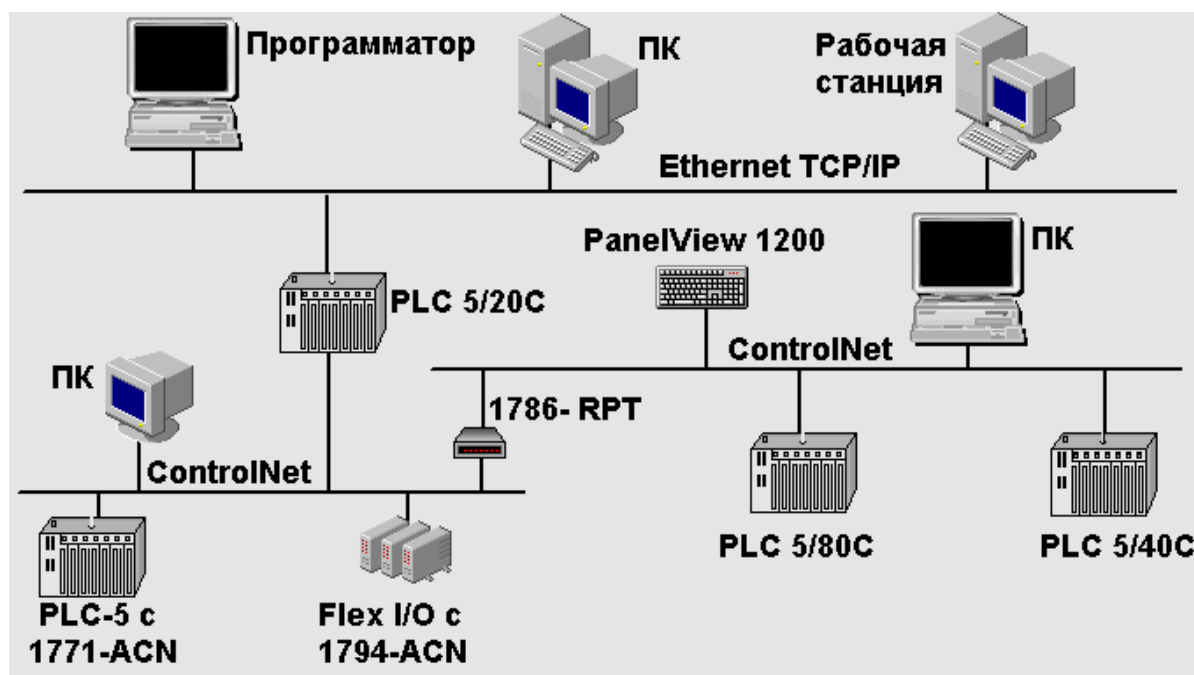 Программатор
ПК
Рабочая
станция
Ethernet TCP/IP
PanelView 1200
ПК
PLC 5/20C
ControlNet
ПК
1786- RPT
ControlNet
PLC 5/80C
PLC 5/40C
PLC-5 с
1771-ACN
Flex I/O с
1794-ACN